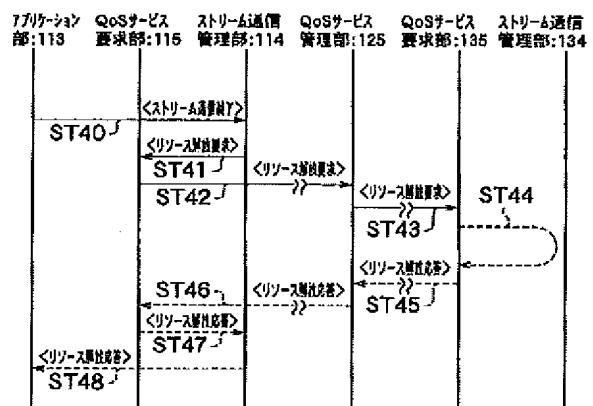 アプリケーション部:113
QoSサービス要求部:115
ストリーム通信管理部:114
QoSサービス管理部:125
QoSサービス要求部:135
ストリーム通信管理部:134
<ストリーム通信終了>
ST40
<リソース解放要求>
ST41
<リソース解放要求>
ST42
<リソース解放要求>
ST43
ST44
<リソース解放応答>
ST45
<リソース解放応答>
ST46
<リソース解放応答>
ST47
<リソース解放応答>
ST48